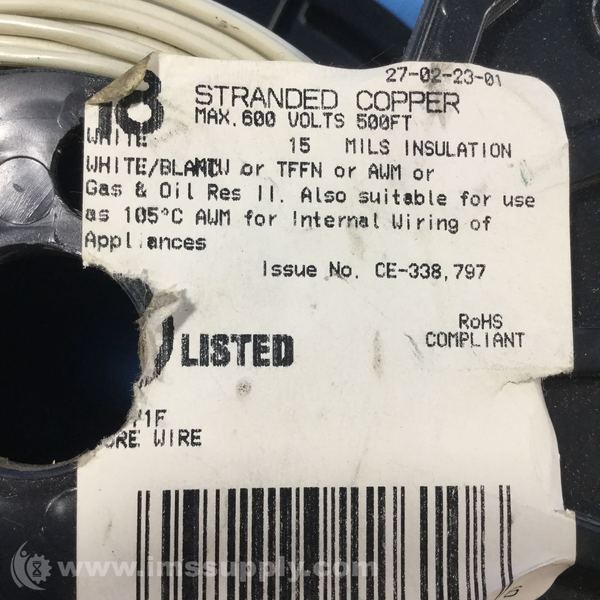 27-02-23-01
18 STRANDED COPPER
MAX.600 VOLTS 500FT
WHITE 15 MILS INSULATION
or TFFN or AWM or
Gas & Oil Res II. Also suitable for use
as 105°C AWM for Internal Wiring of
Appliances
Issue No. CE-338,797
RoHS
COMPLIANT
LISTED
WIRE
www.imssupply.com